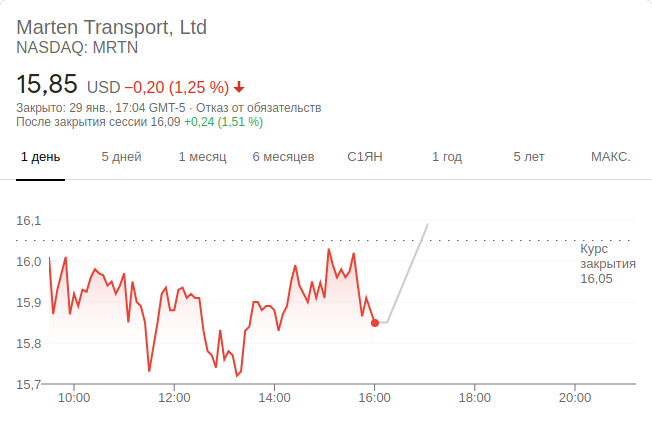 Marten Transport, Ltd
NASDAQ: MRTN
15,85 USD −0,20 (1,25 %)
Закрыто: 29 янв., 17:04 GMT-5 · Отказ от обязательств
После закрытия сессии 16,09 +0,24 (1,51 %)
1 день 5 дней 1 месяц 6 месяцев С1ЯН 1 год 5 лет МАКС.
16,1
Курс
закрытия
16,05
16,0
15,9
15,8
15,7
10:00 12:00 14:00 16:00 18:00 20:00